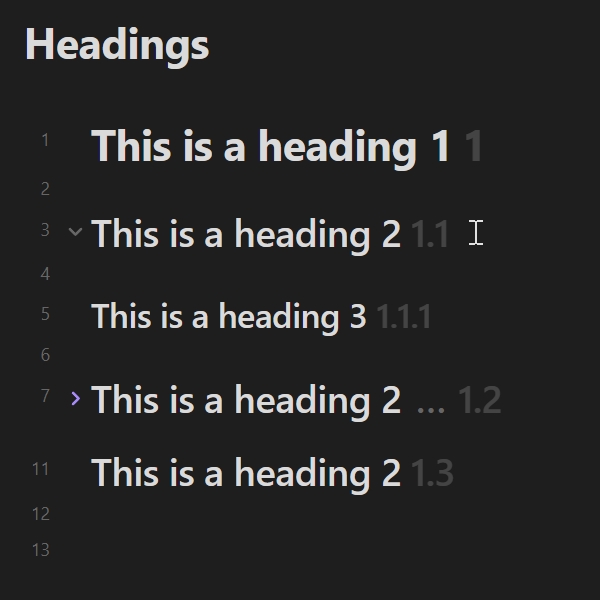 Headings
1 This is a heading 1 1
2
3 This is a heading 2 1.1
4
5 This is a heading 3 1.1.1
6
7 This is a heading 2 ... 1.2
11 This is a heading 2 1.3
12
13